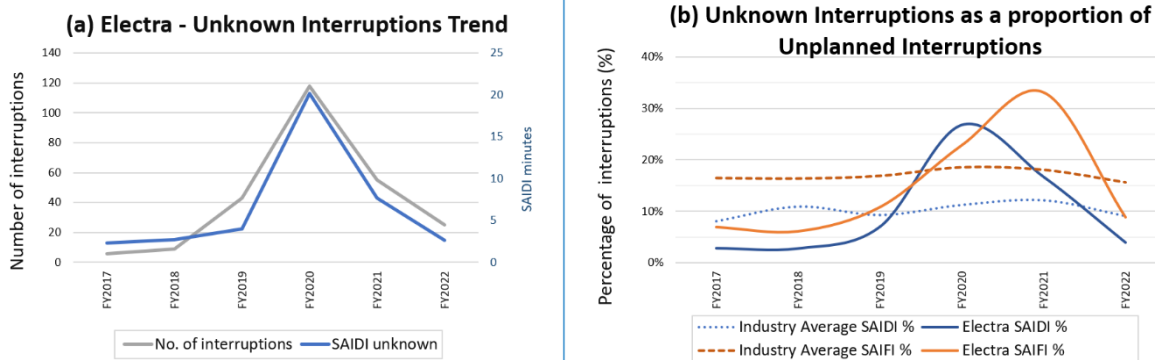 (a) Electra - Unknown Interruptions Trend
Number of interruptions
140
120
100
80
60
40
20
0
25
20
15
10
5
0
SAIDI minutes
FY2017
FY2018
FY2019
FY2020
FY2021
FY2022
No. of interruptions
SAIDI unknown
(b) Unknown Interruptions as a proportion of
Unplanned Interruptions
Percentage of interruptions (%)
40%
30%
20%
10%
0%
FY2017
FY2018
FY2019
FY2020
FY2021
FY2022
Industry Average SAIDI %
Electra SAIDI %
Industry Average SAIFI %
Electra SAIFI %